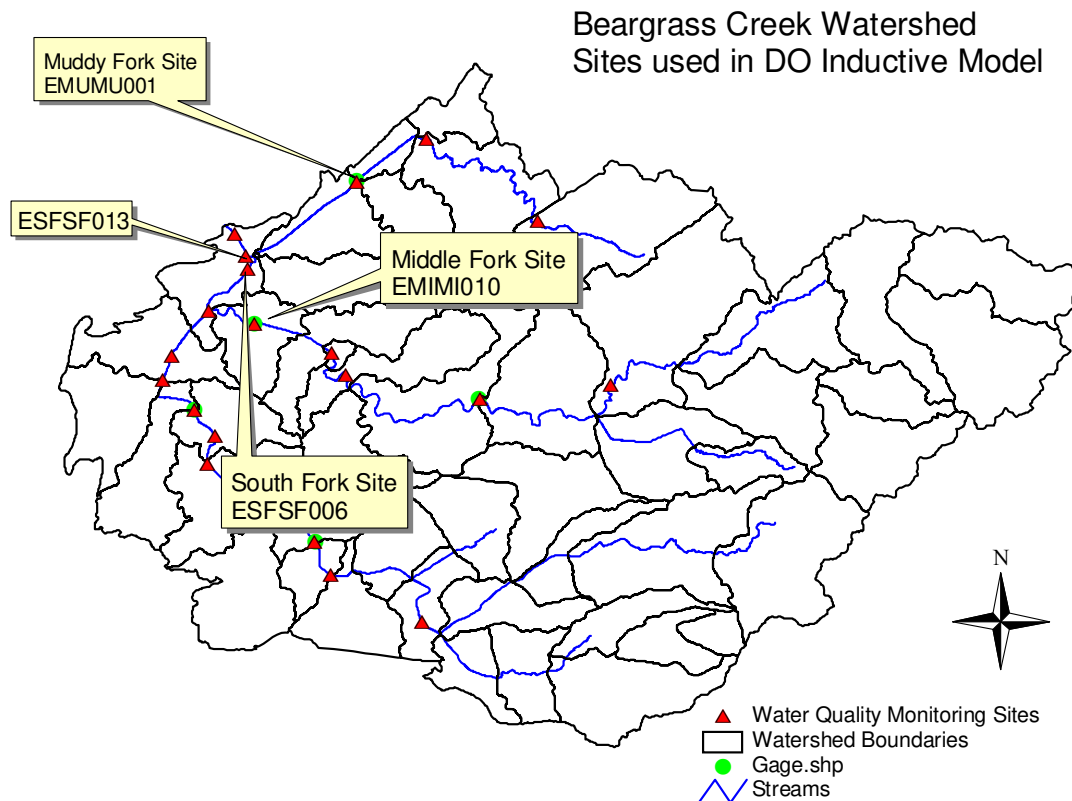 Beargrass Creek Watershed
Sites used in DO Inductive Model
Muddy Fork Site
EMUMU001
ESFSF013
Middle Fork Site
EMIMI010
South Fork Site
ESFSF006
N
Water Quality Monitoring Sites
Watershed Boundaries
Gage.shp
Streams